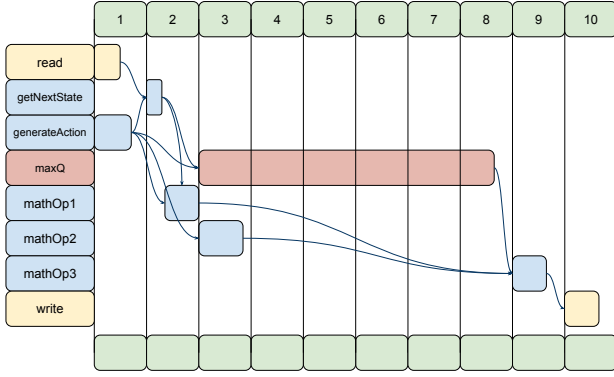 1 2 3 4 5 6 7 8 9 10
read
getNextState
generateAction
maxQ
mathOp1
mathOp2
mathOp3
write